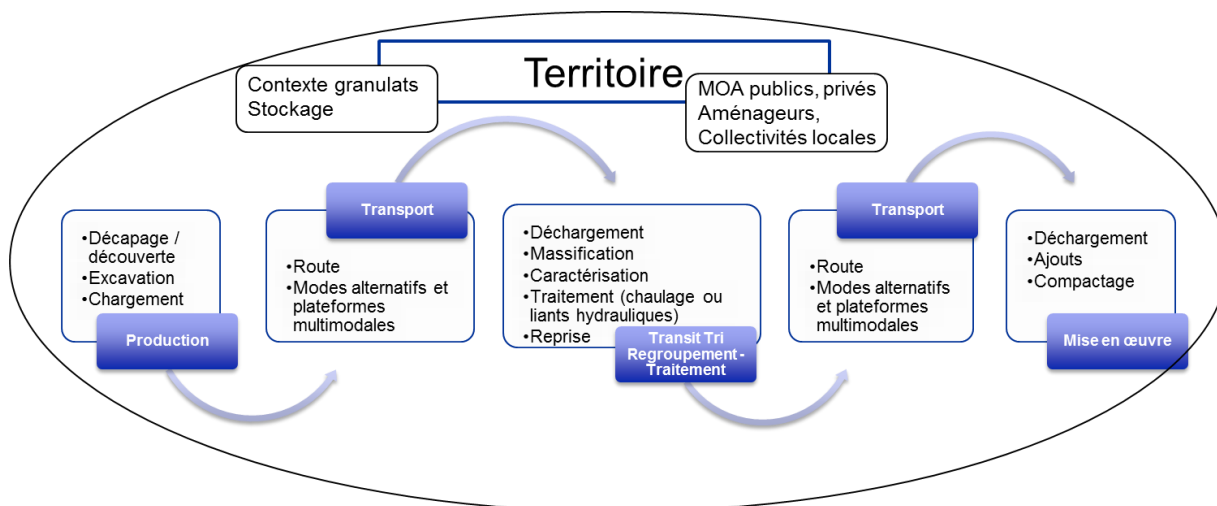 Territoire
Contexte granulats
Stockage
MOA publics, privés
Aménageurs,
Collectivités locales
•Décapage /
découverte
•Excavation
•Chargement
Production
Transport
•Route
•Modes alternatifs et
plateformes
multimodales
•Déchargement
•Massification
•Caractérisation
•Traitement (chaulage ou
liants hydrauliques)
•Reprise
Transit Tri
Regroupement -
Traitement
Transport
•Route
•Modes alternatifs
et plateformes
multimodales
•Déchargement
•Ajouts
•Compactage
Mise en œuvre